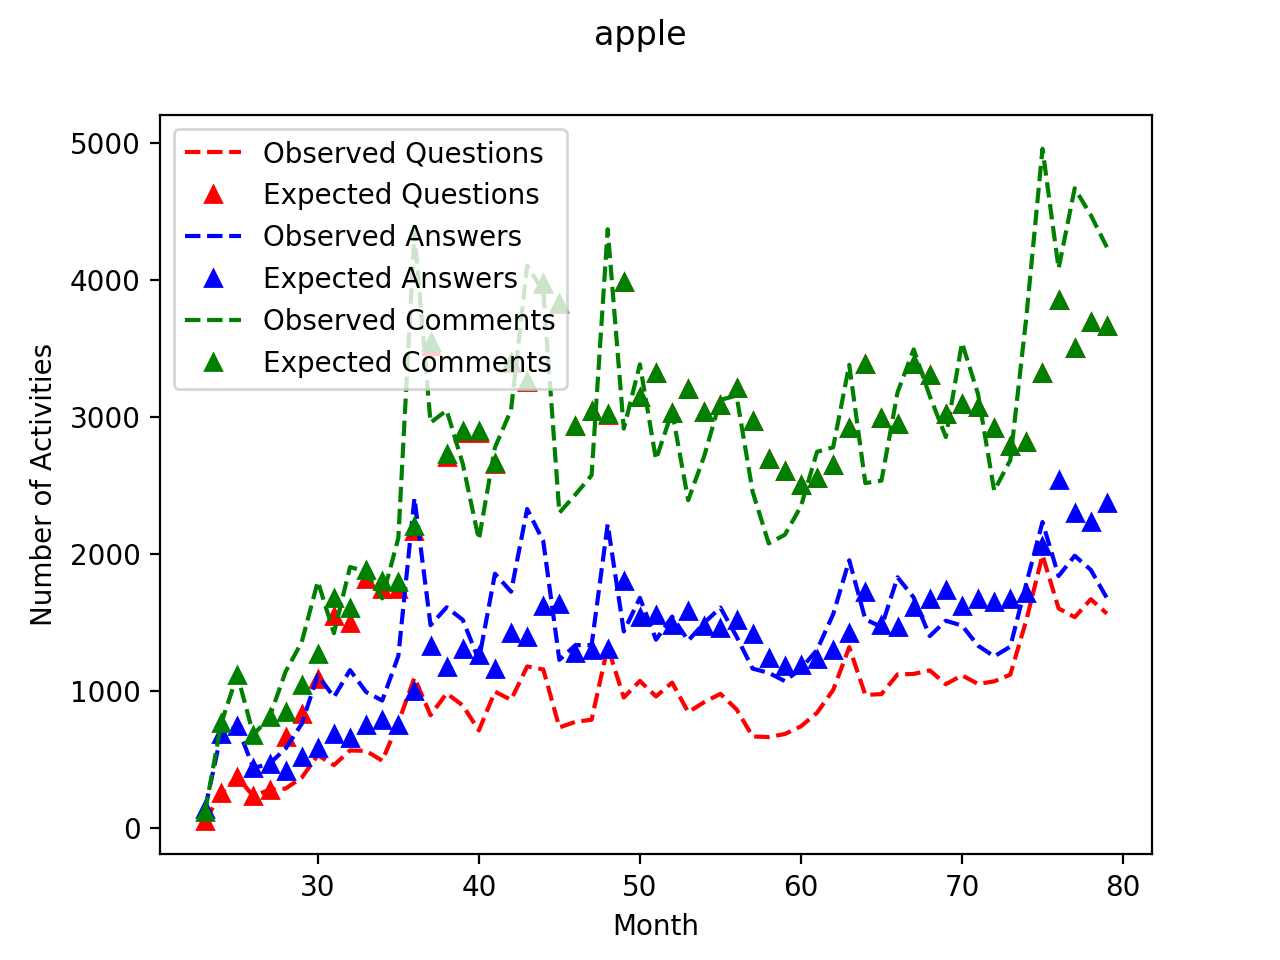 apple
5000
4000
3000
2000
1000
0
Number of Activities
Observed Questions
Expected Questions
Observed Answers
Expected Answers
Observed Comments
Expected Comments
30 40 50 60 70 80
Month